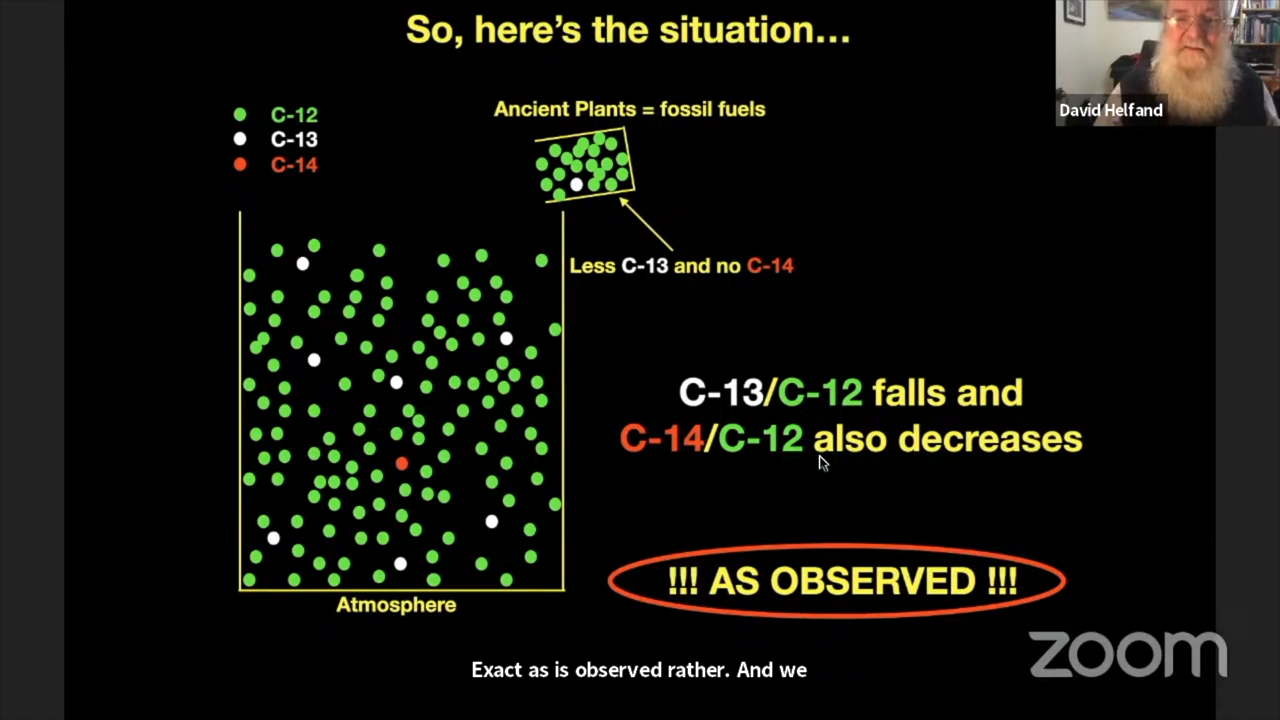 So, here's the situation...
David Helfand
C-12
C-13
C-14
Ancient Plants = fossil fuels
Less C-13 and no C-14
C-13/C-12 falls and
C-14/C-12 also decreases
!!! AS OBSERVED !!!
Atmosphere
zoom
Exact as is observed rather. And we